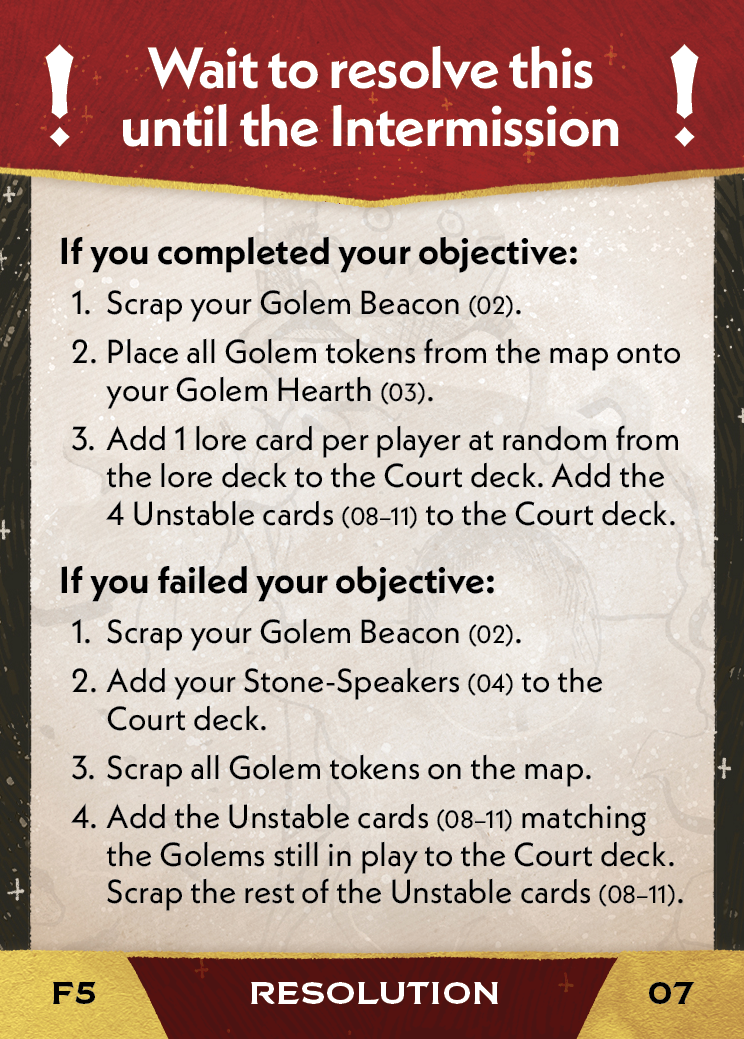 Wait to resolve this
until the Intermission
If you completed your objective:
1. Scrap your Golem Beacon (02).
2. Place all Golem tokens from the map onto
your Golem Hearth (03).
3. Add 1 lore card per player at random from
the lore deck to the Court deck. Add the
4 Unstable cards (08–11) to the Court deck.
If you failed your objective:
1. Scrap your Golem Beacon (02).
2. Add your Stone-Speakers (04) to the
Court deck.
3. Scrap all Golem tokens on the map.
4. Add the Unstable cards (08–11) matching
the Golems still in play to the Court deck.
Scrap the rest of the Unstable cards (08–11).
F5 RESOLUTION 07